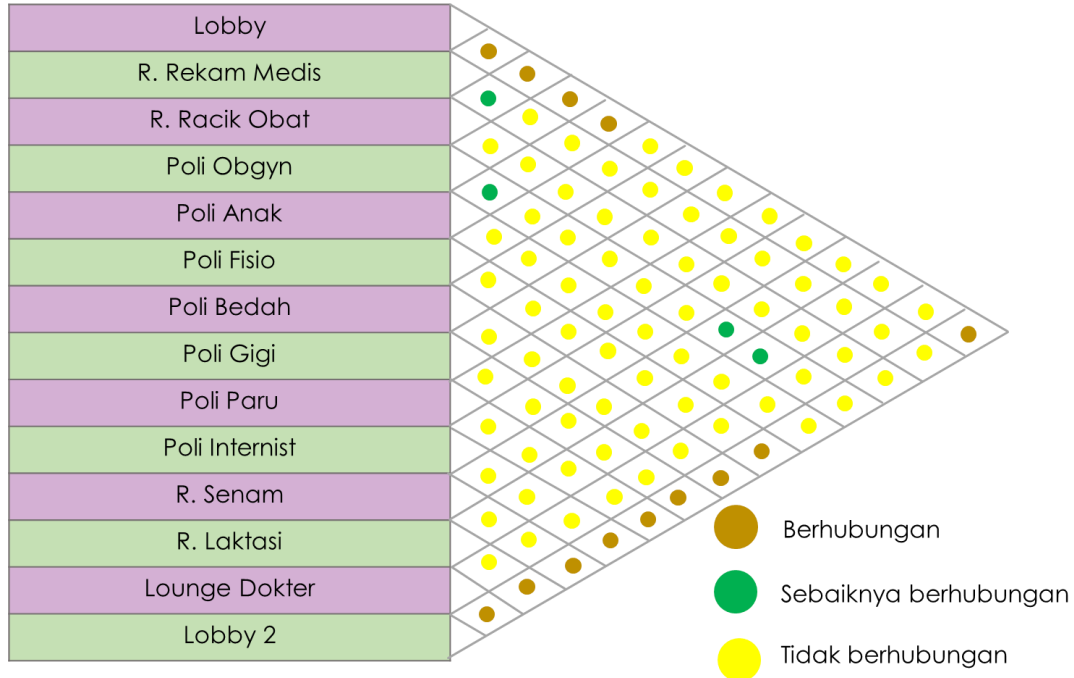 Lobby
R. Rekam Medis
R. Racik Obat
Poli Obgyn
Poli Anak
Poli Fisio
Poli Bedah
Poli Gigi
Poli Paru
Poli Internist
R. Senam
R. Laktasi
Lounge Dokter
Lobby 2
Berhubungan
Sebaiknya berhubungan
Tidak berhubungan